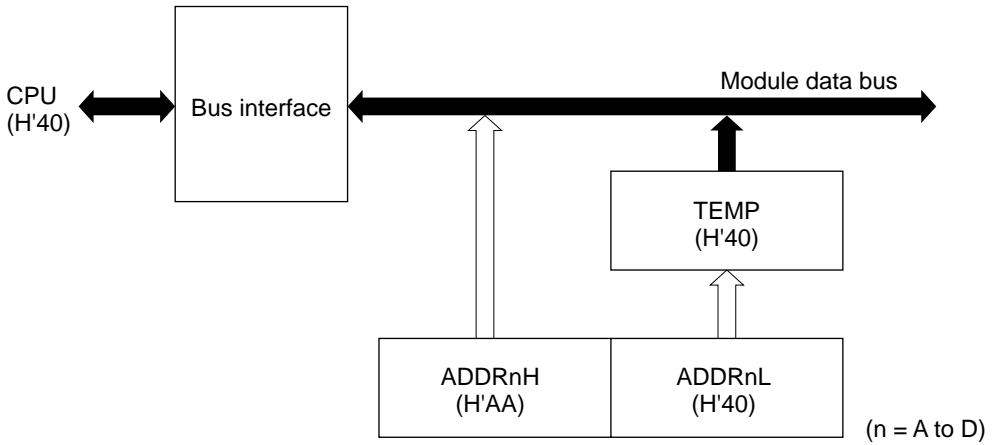 Module data bus
CPU
(H'40)
Bus interface
TEMP
(H'40)
ADDRnH
(H'AA)
ADDRnL
(H'40)
(n = A to D)